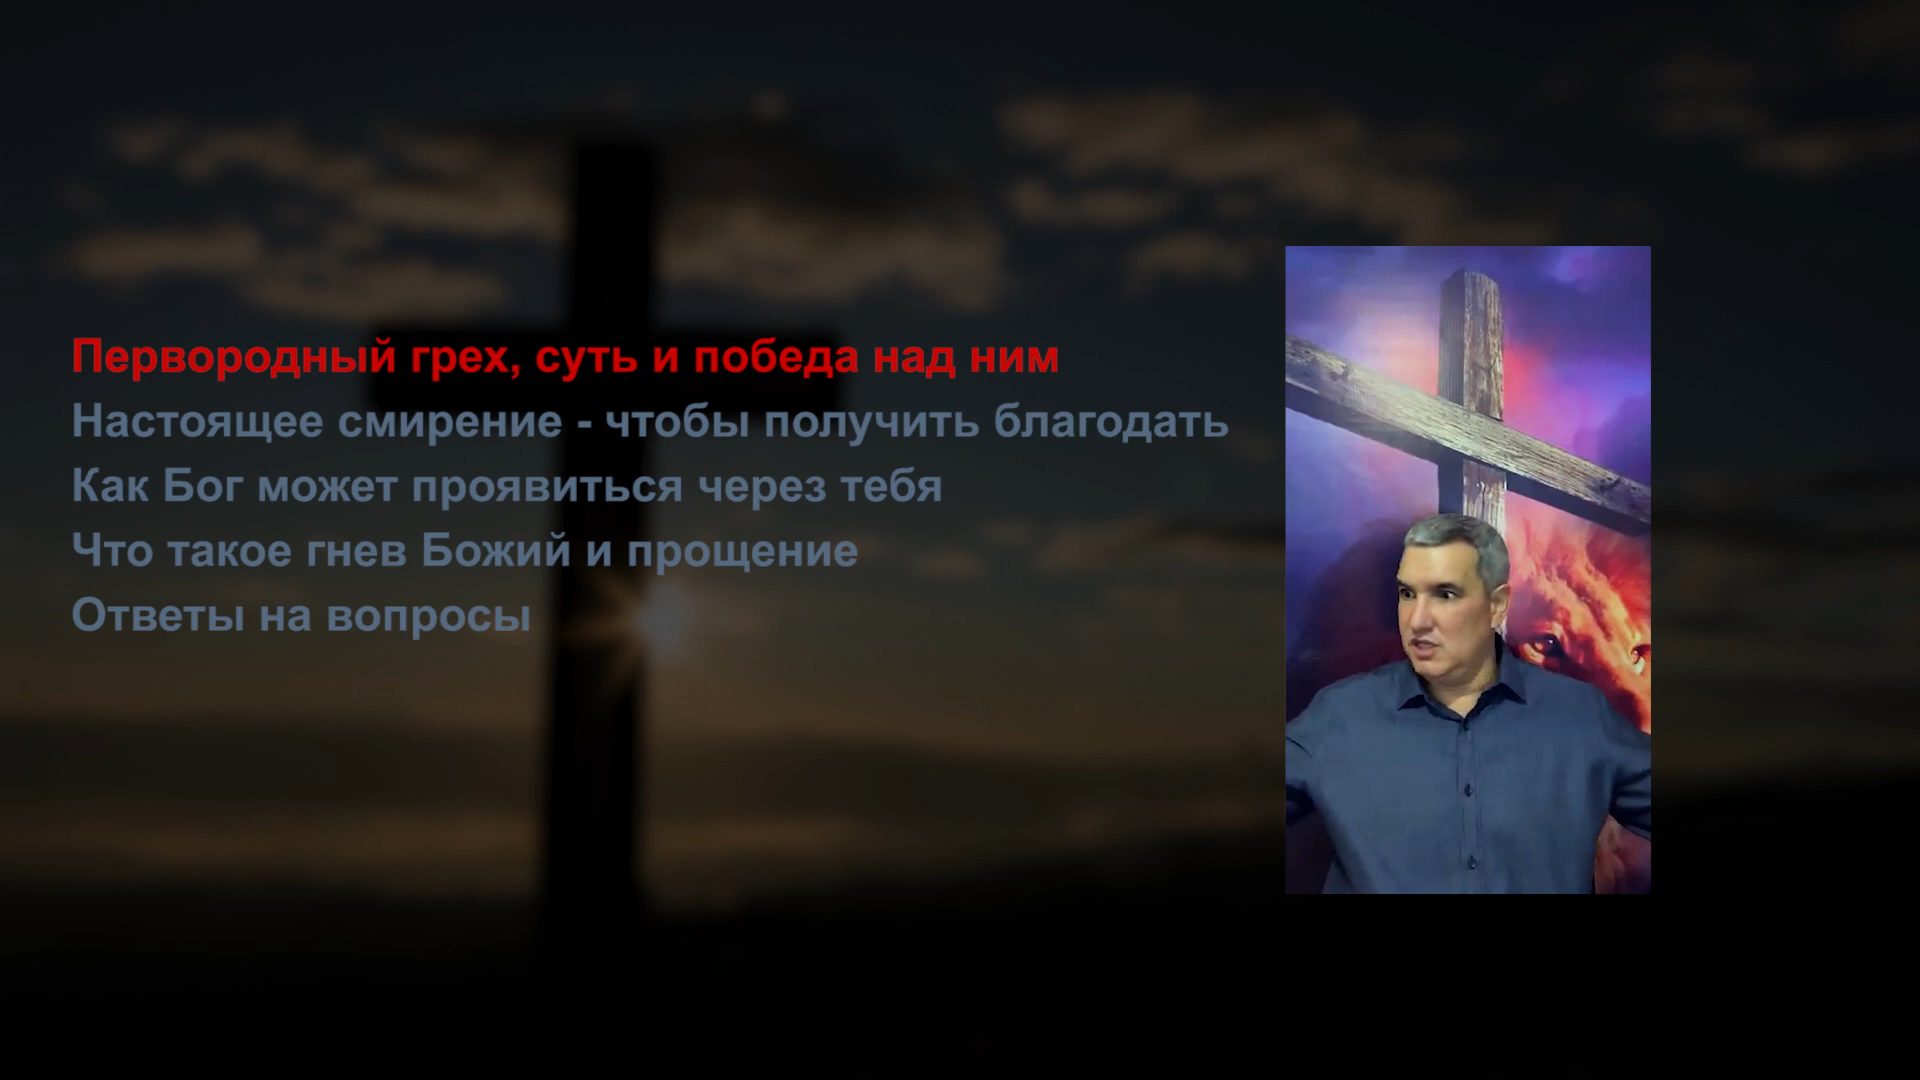 Первородный грех, суть и победа над ним
Настоящее смирение - чтобы получить благодать
Как Бог может проявиться через тебя
Что такое гнев Божий и прощение
Ответы на вопросы